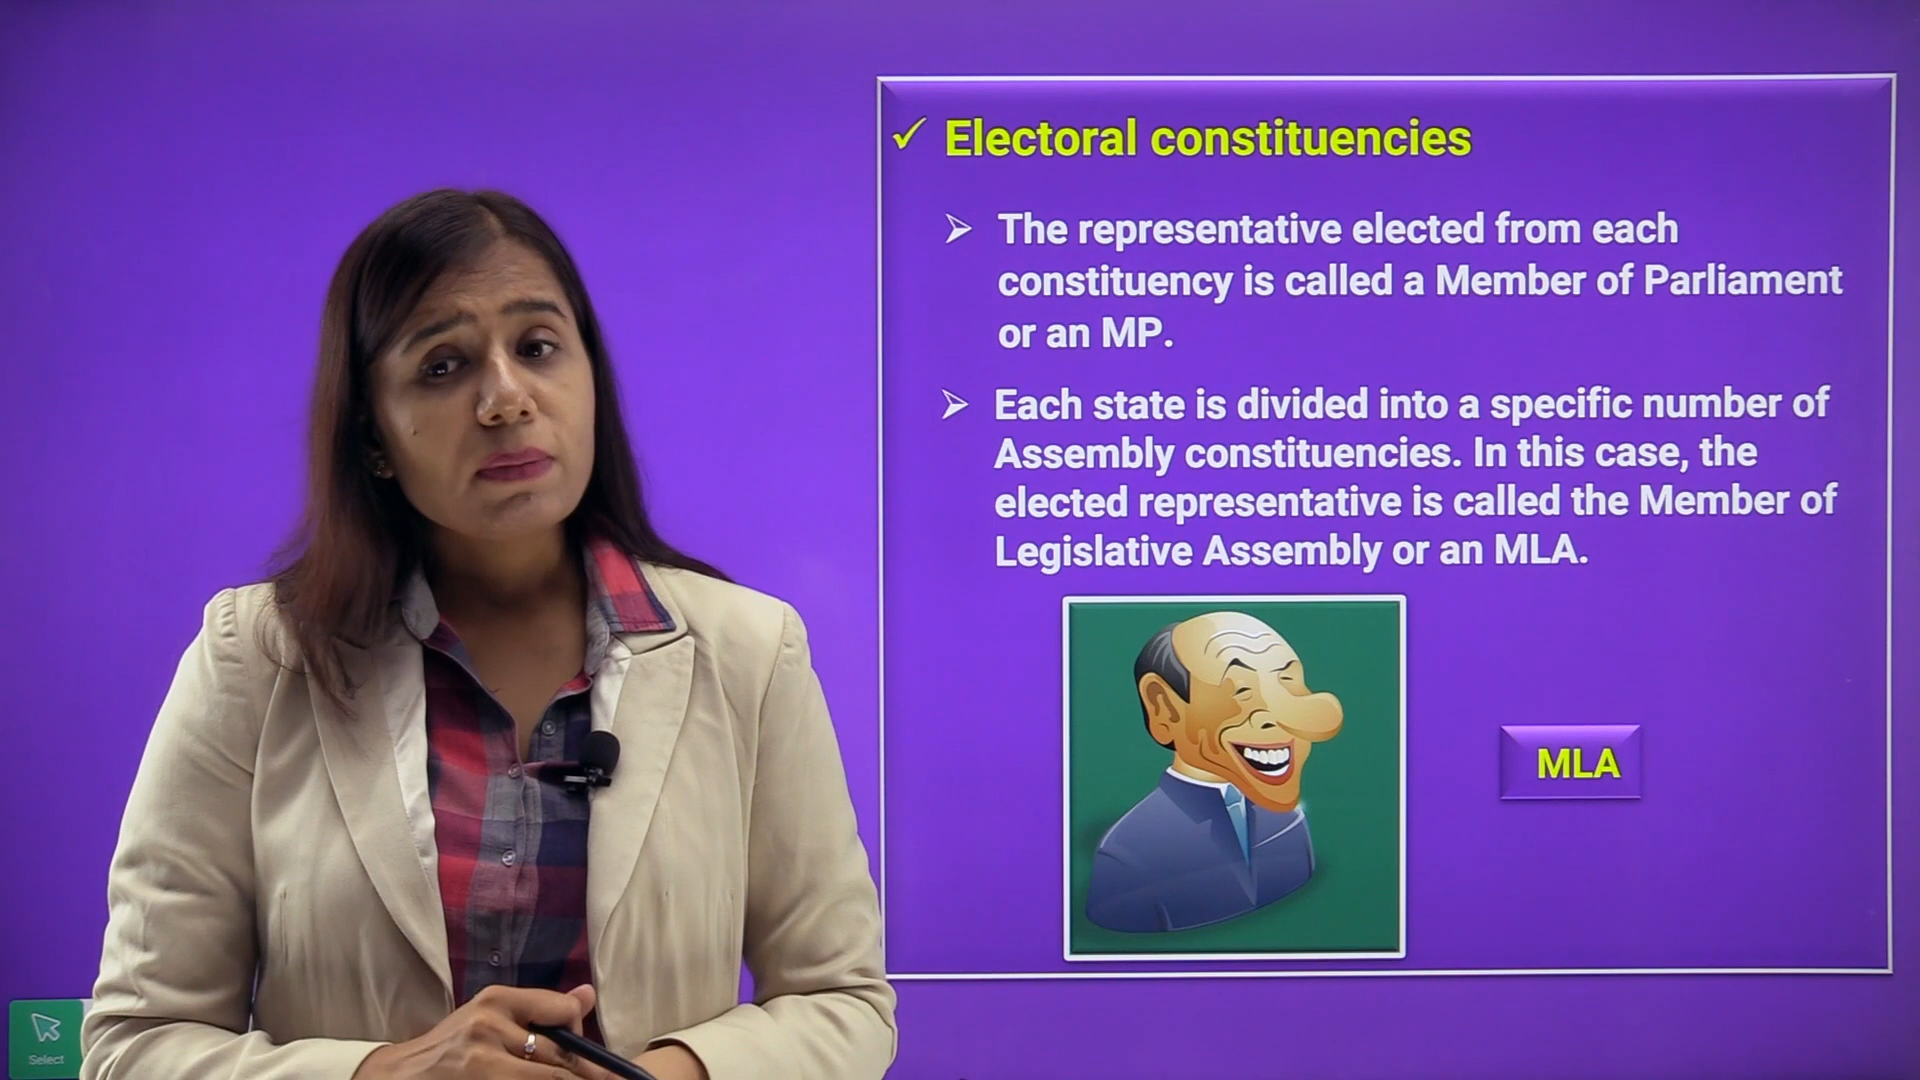 Electoral constituencies
The representative elected from each
constituency is called a Member of Parliament
or an MP.
Each state is divided into a specific number of
Assembly constituencies. In this case, the
elected representative is called the Member of
Legislative Assembly or an MLA.
MLA
Select